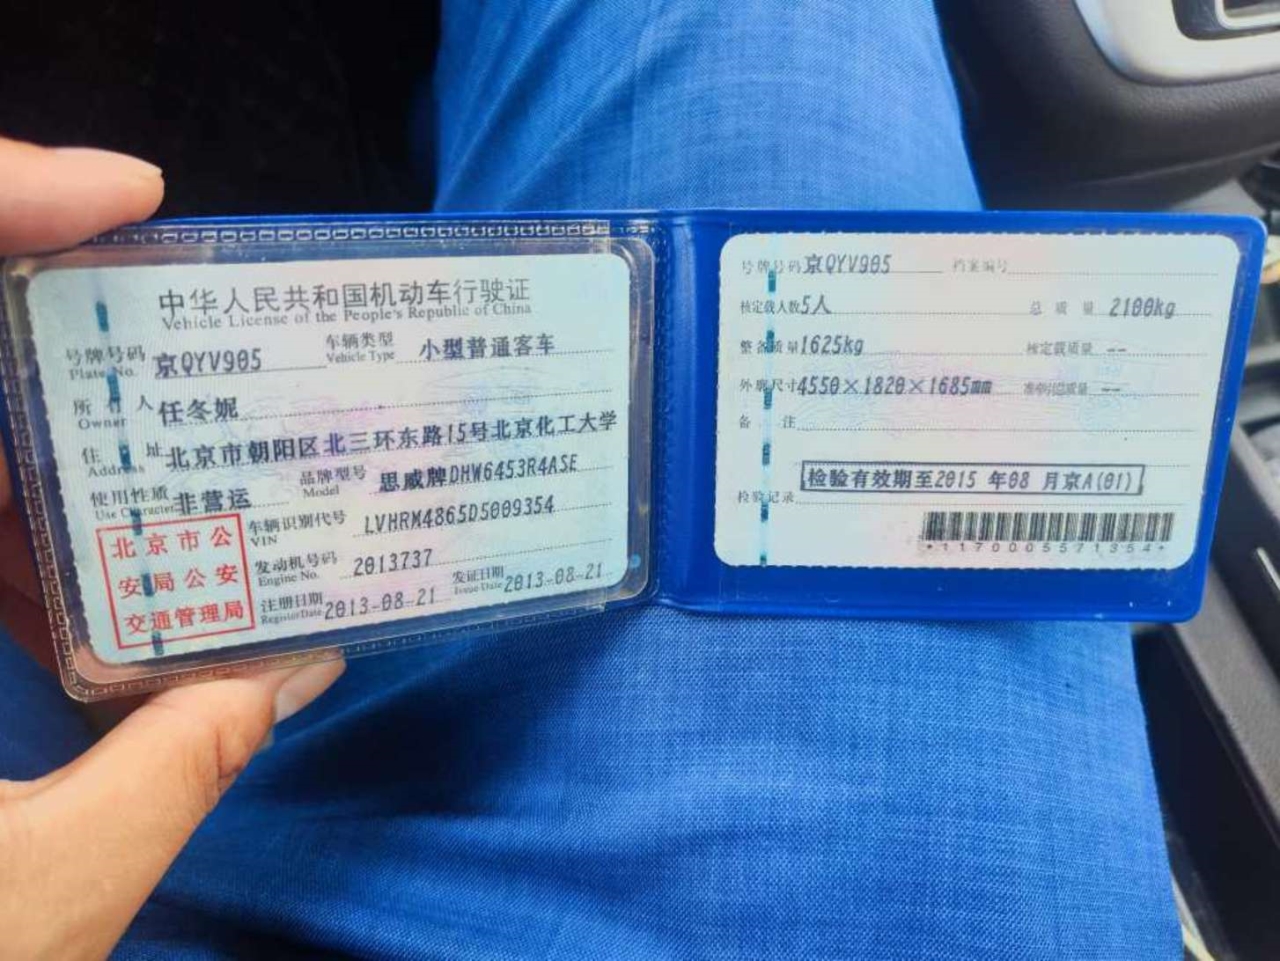 中华人民共和国机动车行驶证
Vehicle License of the People's Republic of China
号牌号码 京QYV905 车辆类型 小型普通客车
Plate No. Vehicle Type
所有人 任冬妮
Owner
住址 北京市朝阳区北三环东路15号北京化工大学
Address
使用性质 非营运 品牌型号 思威牌DHW6453R4ASE
Use Character Model
北京市公
安局公安
交通管理局
车辆识别代号 LVHRM4865D5009354
VIN
发动机号码 2013737
Engine No.
注册日期 2013-08-21 发证日期 2013-08-21
Register Date Issue Date
号牌号码 京QYV905 档案编号
核定载人数 5人 总质量 2100kg
整备质量 1625kg 核定载质量 --
外廓尺寸 4550×1820×1685mm 准牵引总质量 --
备注
检验有效期至2015 年08 月京A(01)
检验记录
*1170005571354*